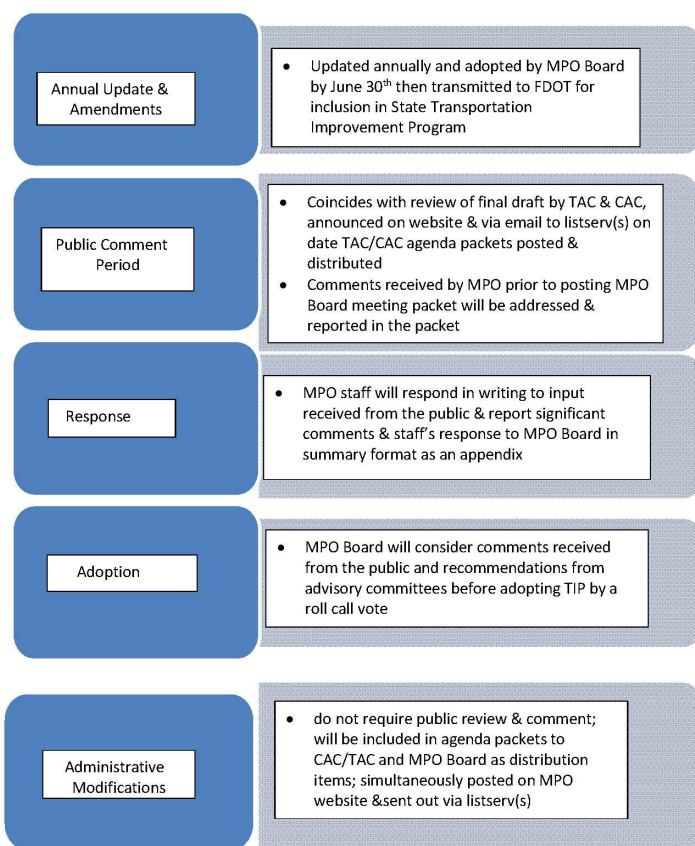 Annual Update &
Amendments
• Updated annually and adopted by MPO Board
by June 30th then transmitted to FDOT for
inclusion in State Transportation
Improvement Program
Public Comment
Period
• Coincides with review of final draft by TAC & CAC,
announced on website & via email to listserv(s) on
date TAC/CAC agenda packets posted &
distributed
• Comments received by MPO prior to posting MPO
Board meeting packet will be addressed &
reported in the packet
Response
• MPO staff will respond in writing to input
received from the public & report significant
comments & staff's response to MPO Board in
summary format as an appendix
Adoption
• MPO Board will consider comments received
from the public and recommendations from
advisory committees before adopting TIP by a
roll call vote
Administrative
Modifications
• do not require public review & comment;
will be included in agenda packets to
CAC/TAC and MPO Board as distribution
items; simultaneously posted on MPO
website &sent out via listserv(s)